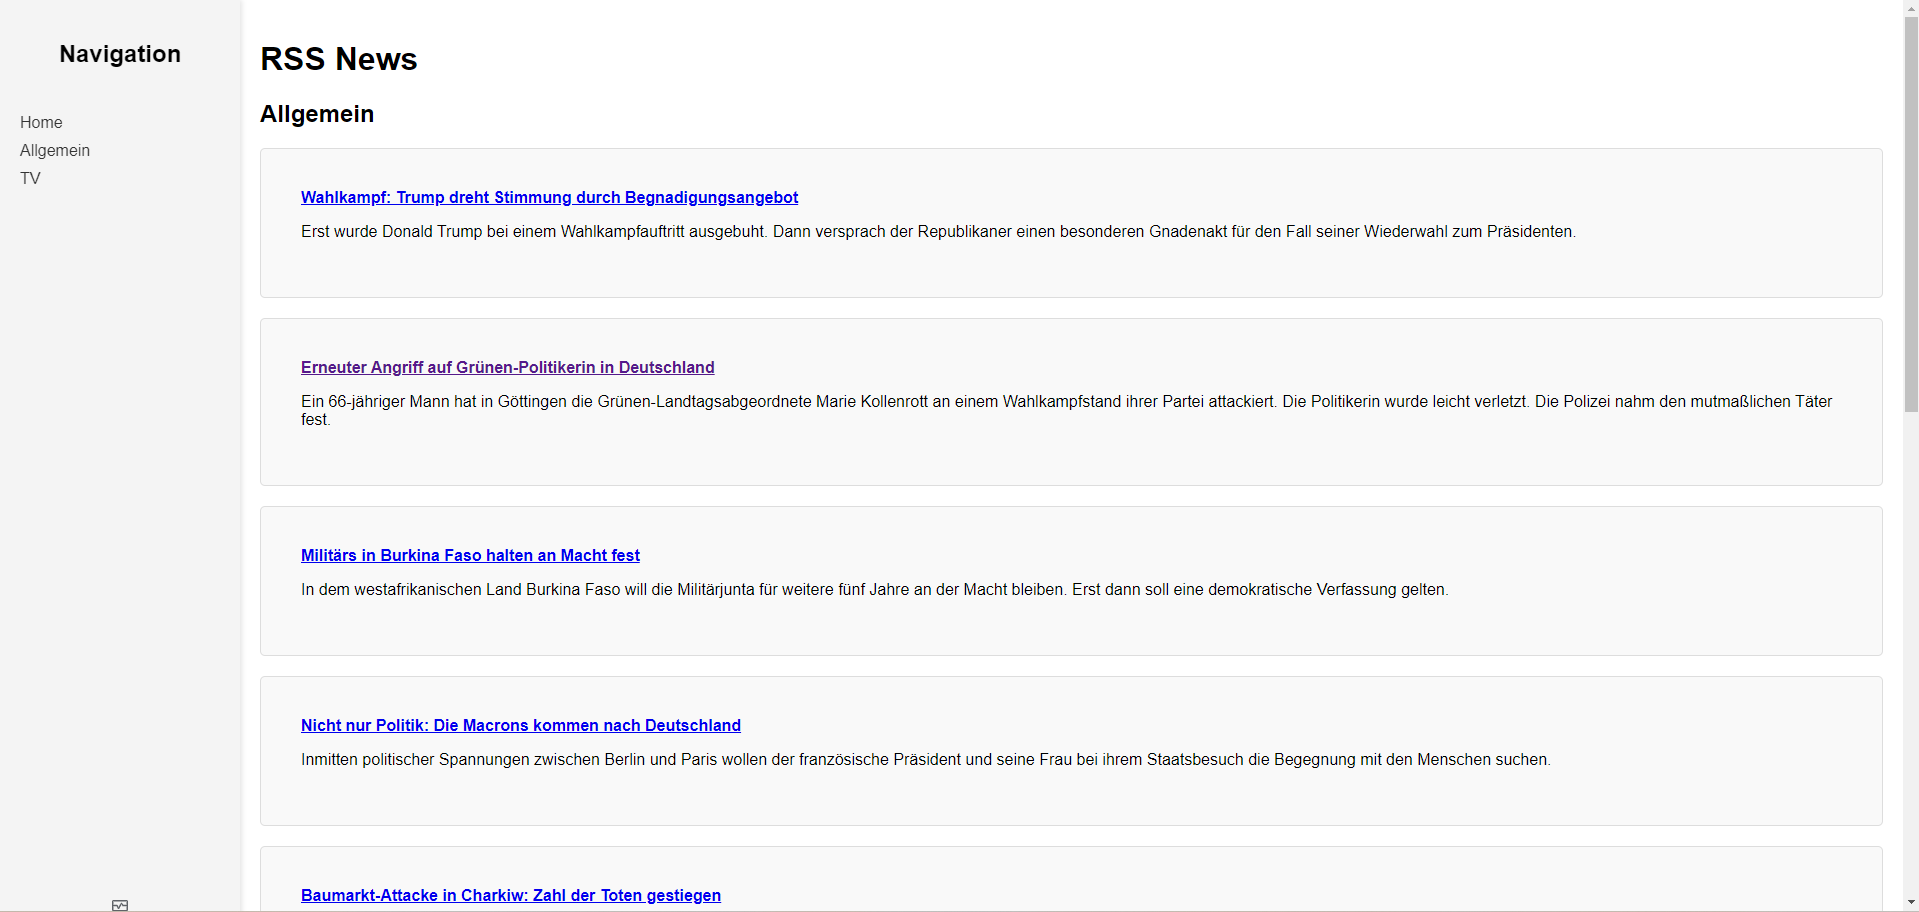 Navigation
Home
Allgemein
TV
RSS News
Allgemein
Wahlkampf: Trump dreht Stimmung durch Begnadigungsangebot
Erst wurde Donald Trump bei einem Wahlkampfauftritt ausgebuht. Dann versprach der Republikaner einen besonderen Gnadenakt für den Fall seiner Wiederwahl zum Präsidenten.
Erneuter Angriff auf Grünen-Politikerin in Deutschland
Ein 66-jähriger Mann hat in Göttingen die Grünen-Landtagsabgeordnete Marie Kollenrott an einem Wahlkampfstand ihrer Partei attackiert. Die Politikerin wurde leicht verletzt. Die Polizei nahm den mutmaßlichen Täter
fest.
Militärs in Burkina Faso halten an Macht fest
In dem westafrikanischen Land Burkina Faso will die Militärjunta für weitere fünf Jahre an der Macht bleiben. Erst dann soll eine demokratische Verfassung gelten.
Nicht nur Politik: Die Macrons kommen nach Deutschland
Inmitten politischer Spannungen zwischen Berlin und Paris wollen der französische Präsident und seine Frau bei ihrem Staatsbesuch die Begegnung mit den Menschen suchen.
Baumarkt-Attacke in Charkiw: Zahl der Toten gestiegen